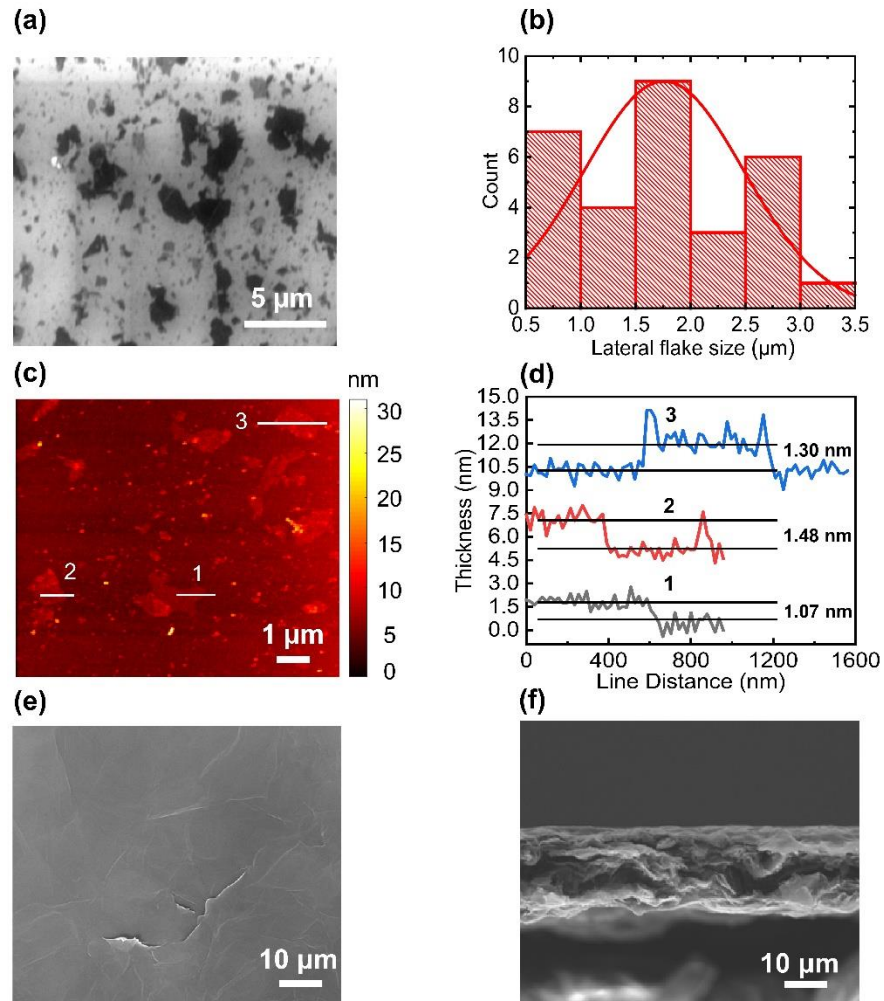 (a)
5 µm
(b)
Count
10
8
6
4
2
0
0.5 1.0 1.5 2.0 2.5 3.0 3.5
Lateral flake size (µm)
(c)
nm
3
2
1
1 µm
30
25
20
15
10
5
0
(d)
Thickness (nm)
15.0
13.5
12.0
10.5
9.0
7.5
6.0
4.5
3.0
1.5
0.0
3
1.30 nm
2
1.48 nm
1
1.07 nm
0 400 800 1200 1600
Line Distance (nm)
(e)
10 µm
(f)
10 µm